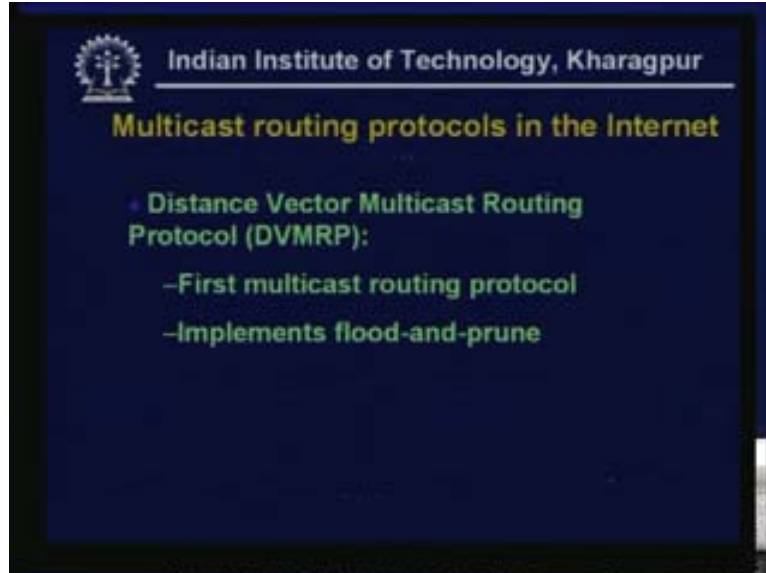 Indian Institute of Technology, Kharagpur
Multicast routing protocols in the Internet
Distance Vector Multicast Routing
Protocol (DVMRP):
–First multicast routing protocol
–Implements flood-and-prune